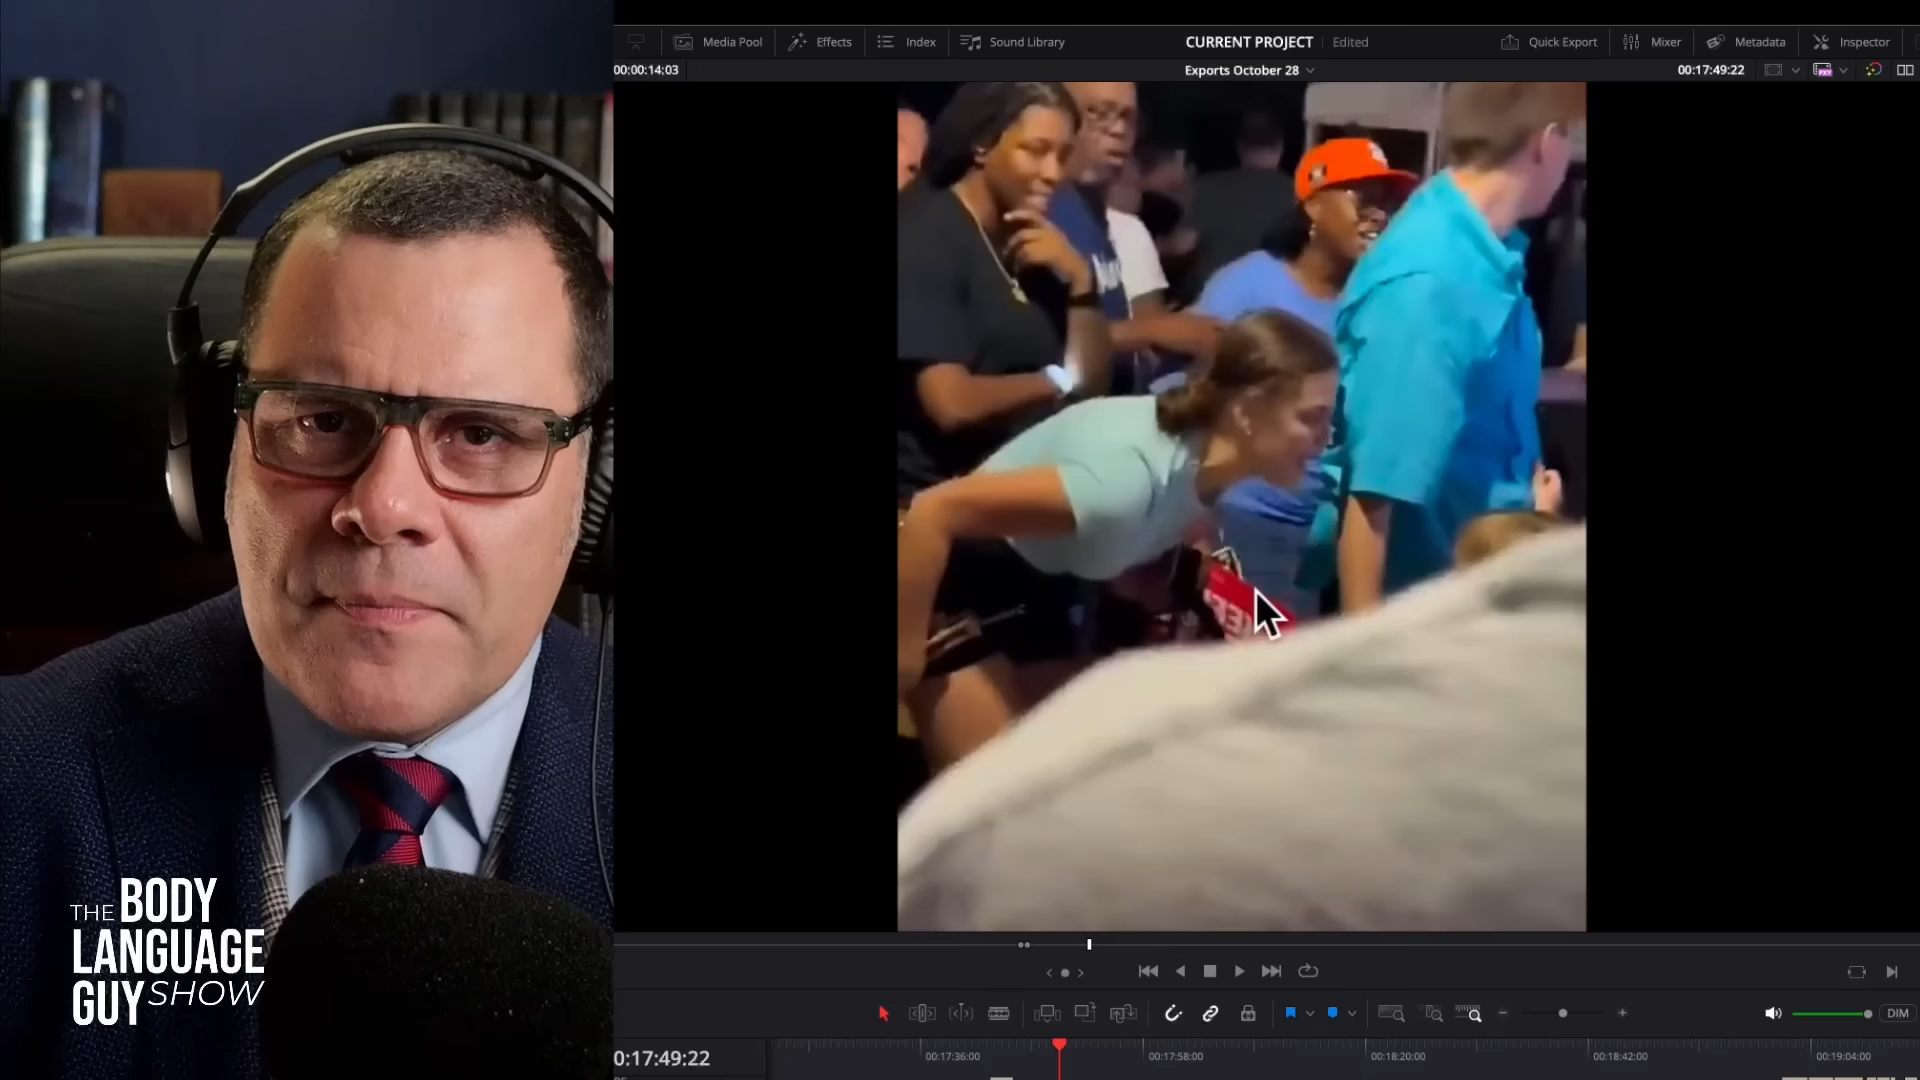 Media Pool
Effects
Index
Sound Library
CURRENT PROJECT
Edited
Quick Export
Mixer
Metadata
Inspector
00:00:14:03
Exports October 28
00:17:49:22
THE BODY
LANGUAGE
GUY SHOW
DIM
0:17:49:22
00:17:36:00
00:17:58:00
00:18:20:00
00:18:42:00
00:19:04:00